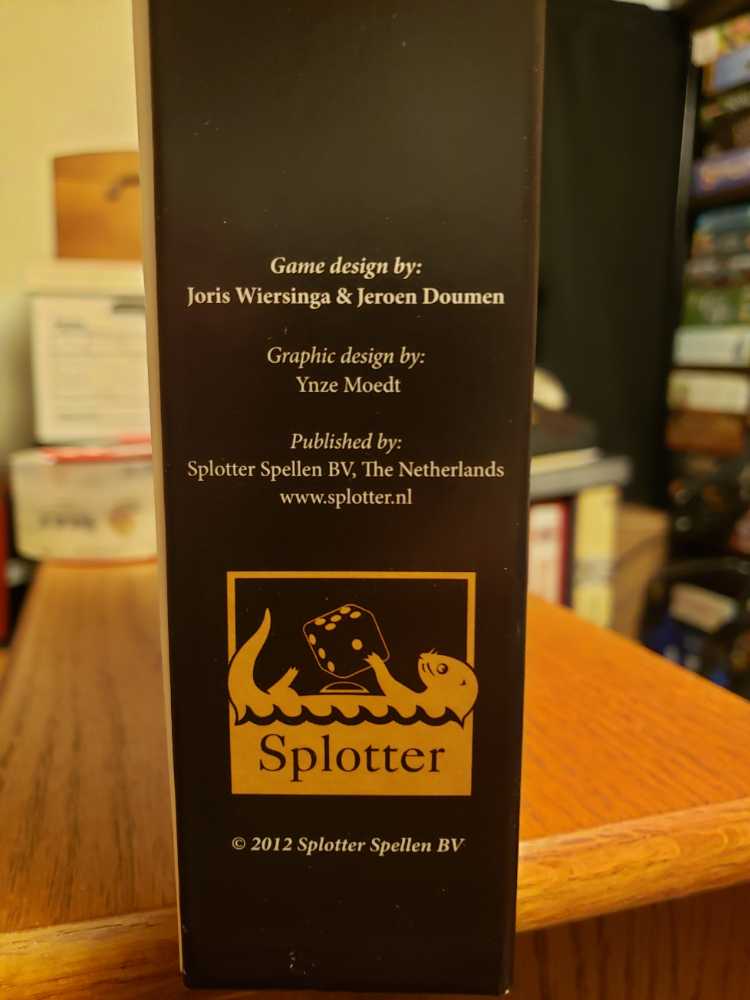 Game design by:
Joris Wiersinga & Jeroen Doumen
Graphic design by:
Ynze Moedt
Published by:
Splotter Spellen BV, The Netherlands
www.splotter.nl
Splotter
© 2012 Splotter Spellen BV